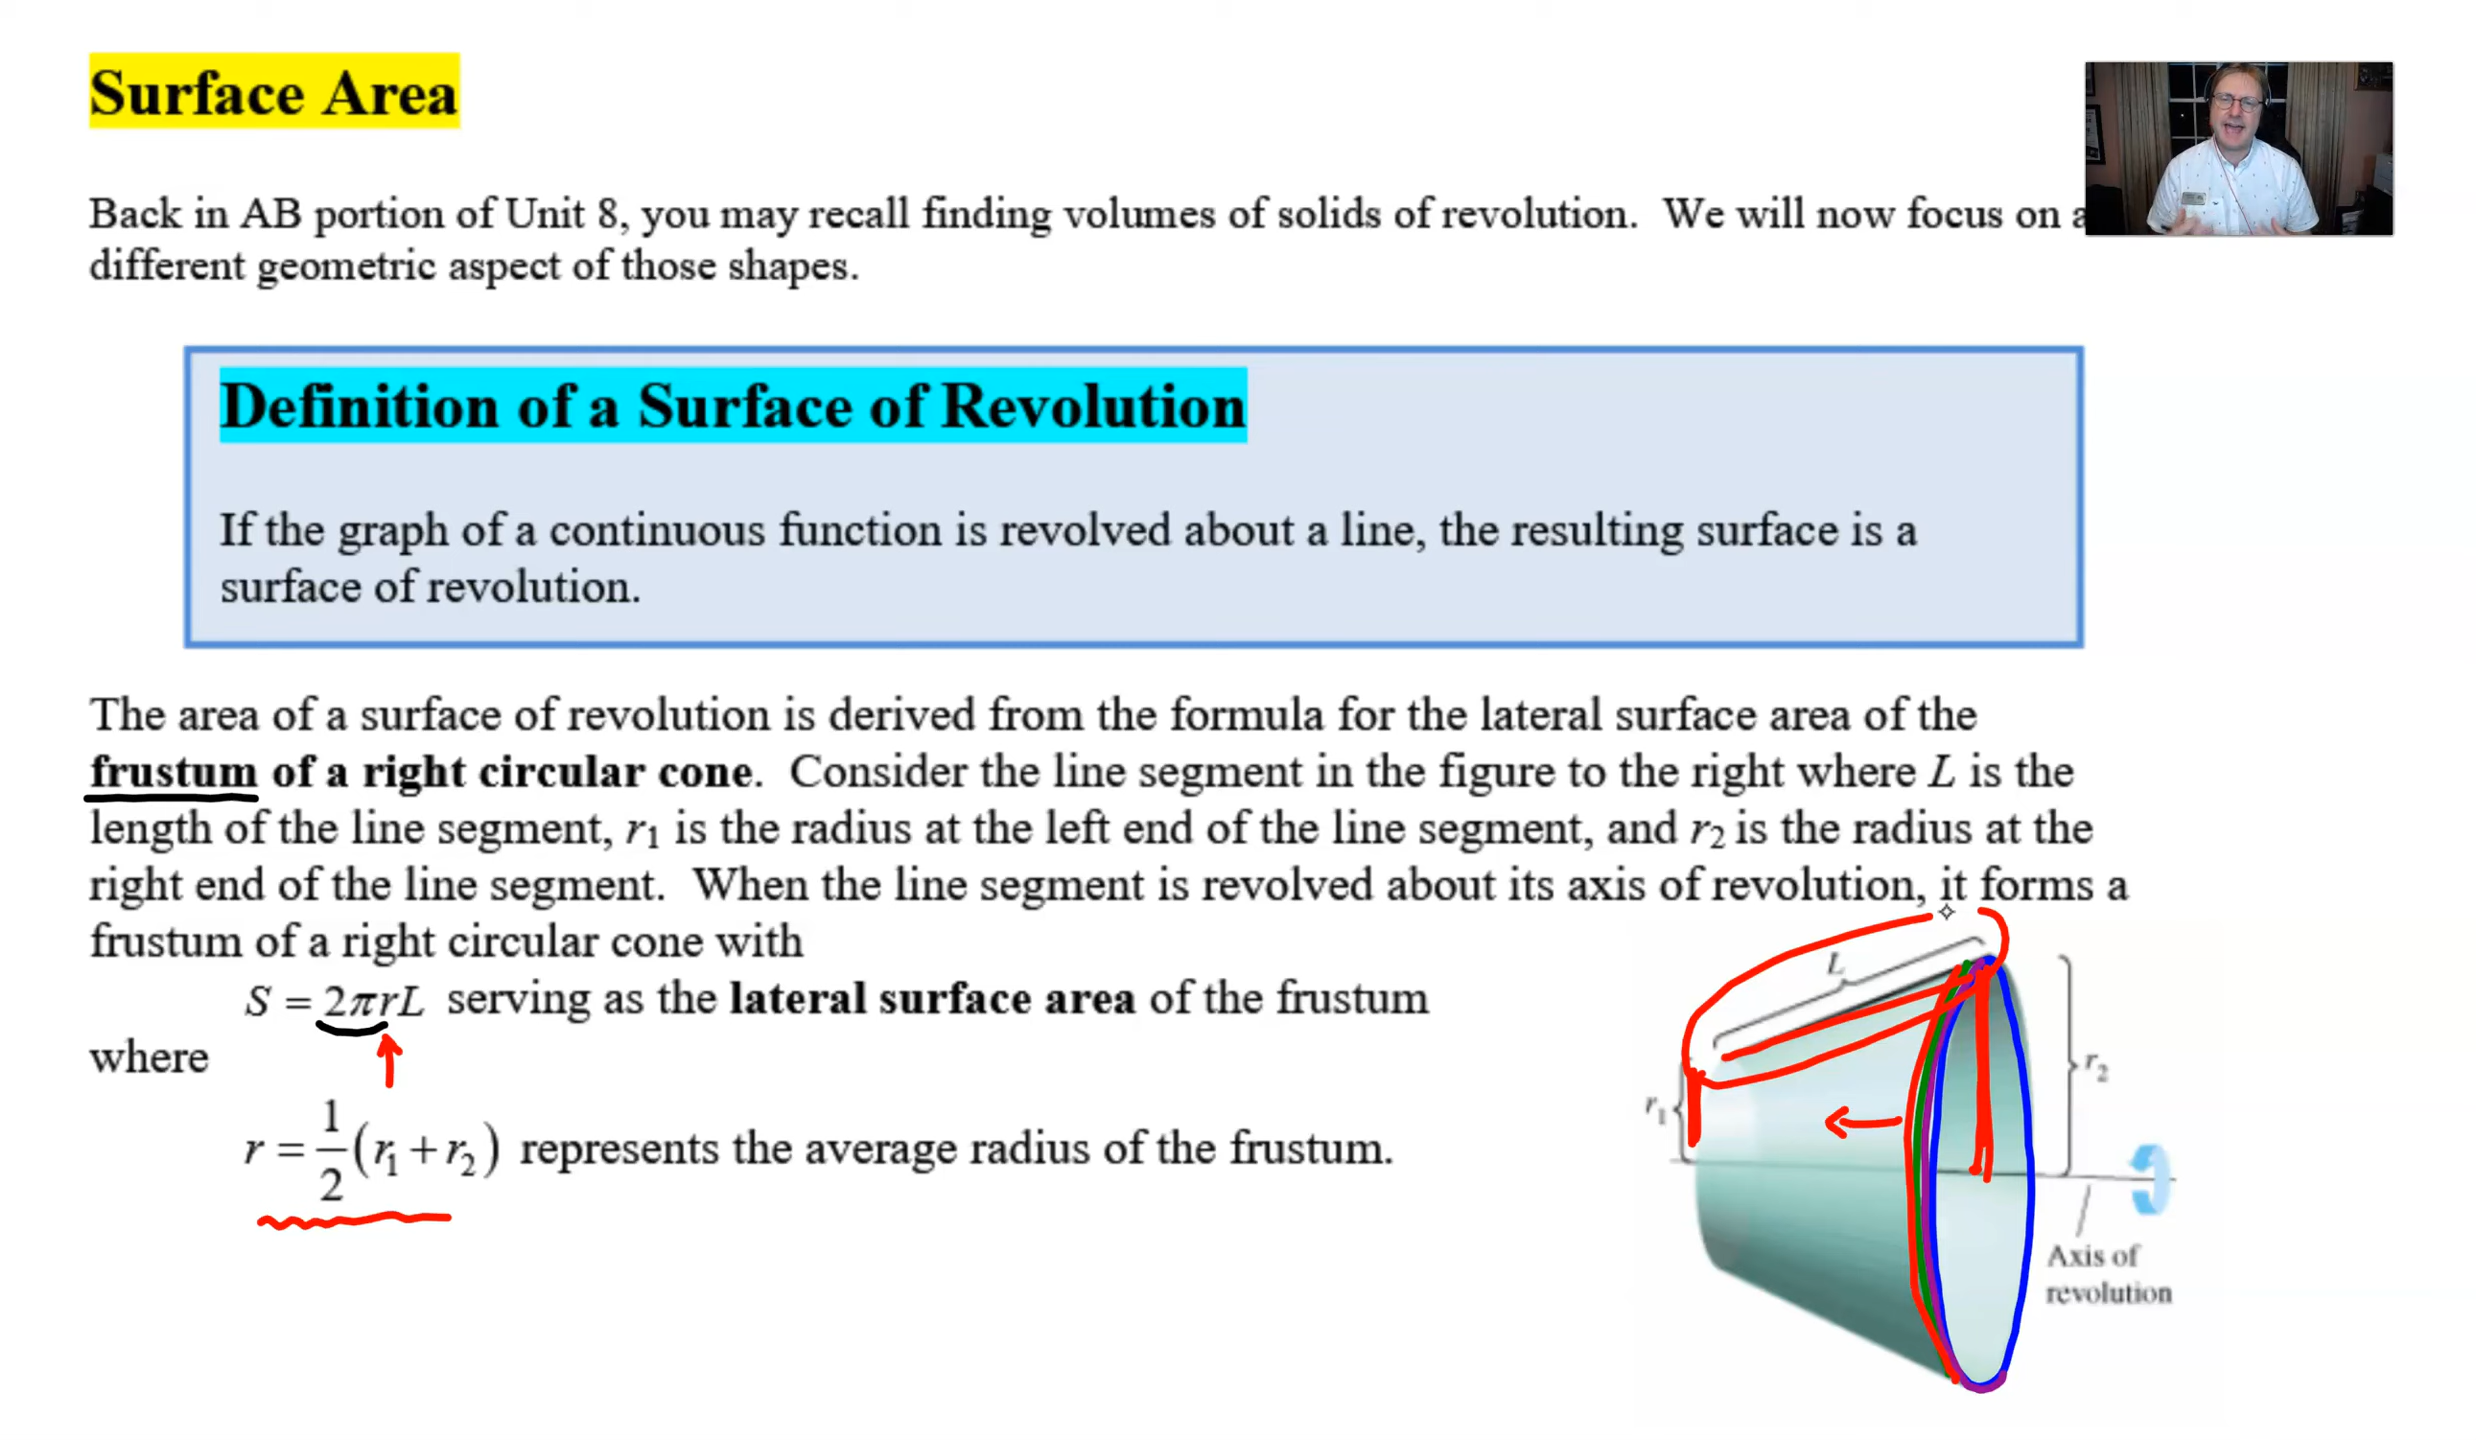 Surface Area
Back in AB portion of Unit 8, you may recall finding volumes of solids of revolution. We will now focus on a
different geometric aspect of those shapes.
Definition of a Surface of Revolution
If the graph of a continuous function is revolved about a line, the resulting surface is a
surface of revolution.
The area of a surface of revolution is derived from the formula for the lateral surface area of the
frustum of a right circular cone. Consider the line segment in the figure to the right where L is the
length of the line segment, r₁ is the radius at the left end of the line segment, and r₂ is the radius at the
right end of the line segment. When the line segment is revolved about its axis of revolution, it forms a
frustum of a right circular cone with
S = 2πrL serving as the lateral surface area of the frustum
where
r = 1/2 (r₁ + r₂) represents the average radius of the frustum.
L
r₁
r₂
Axis of
revolution